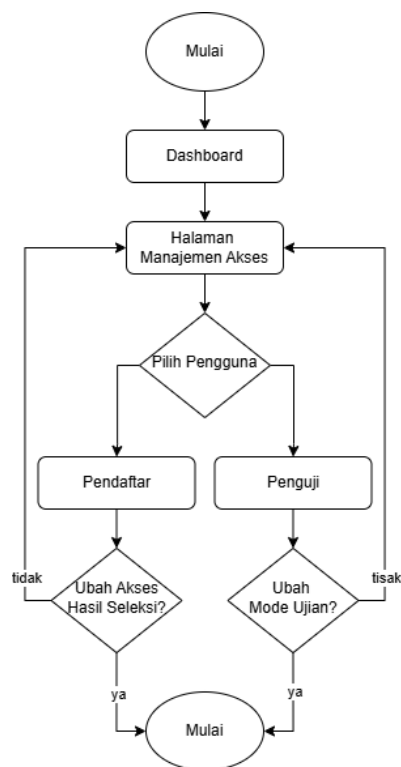 Mulai
Dashboard
Halaman
Manajemen Akses
Pilih Pengguna
Pendaftar
Penguji
tidak
Ubah Akses
Hasil Seleksi?
Ubah
Mode Ujian?
tisak
ya
ya
Mulai